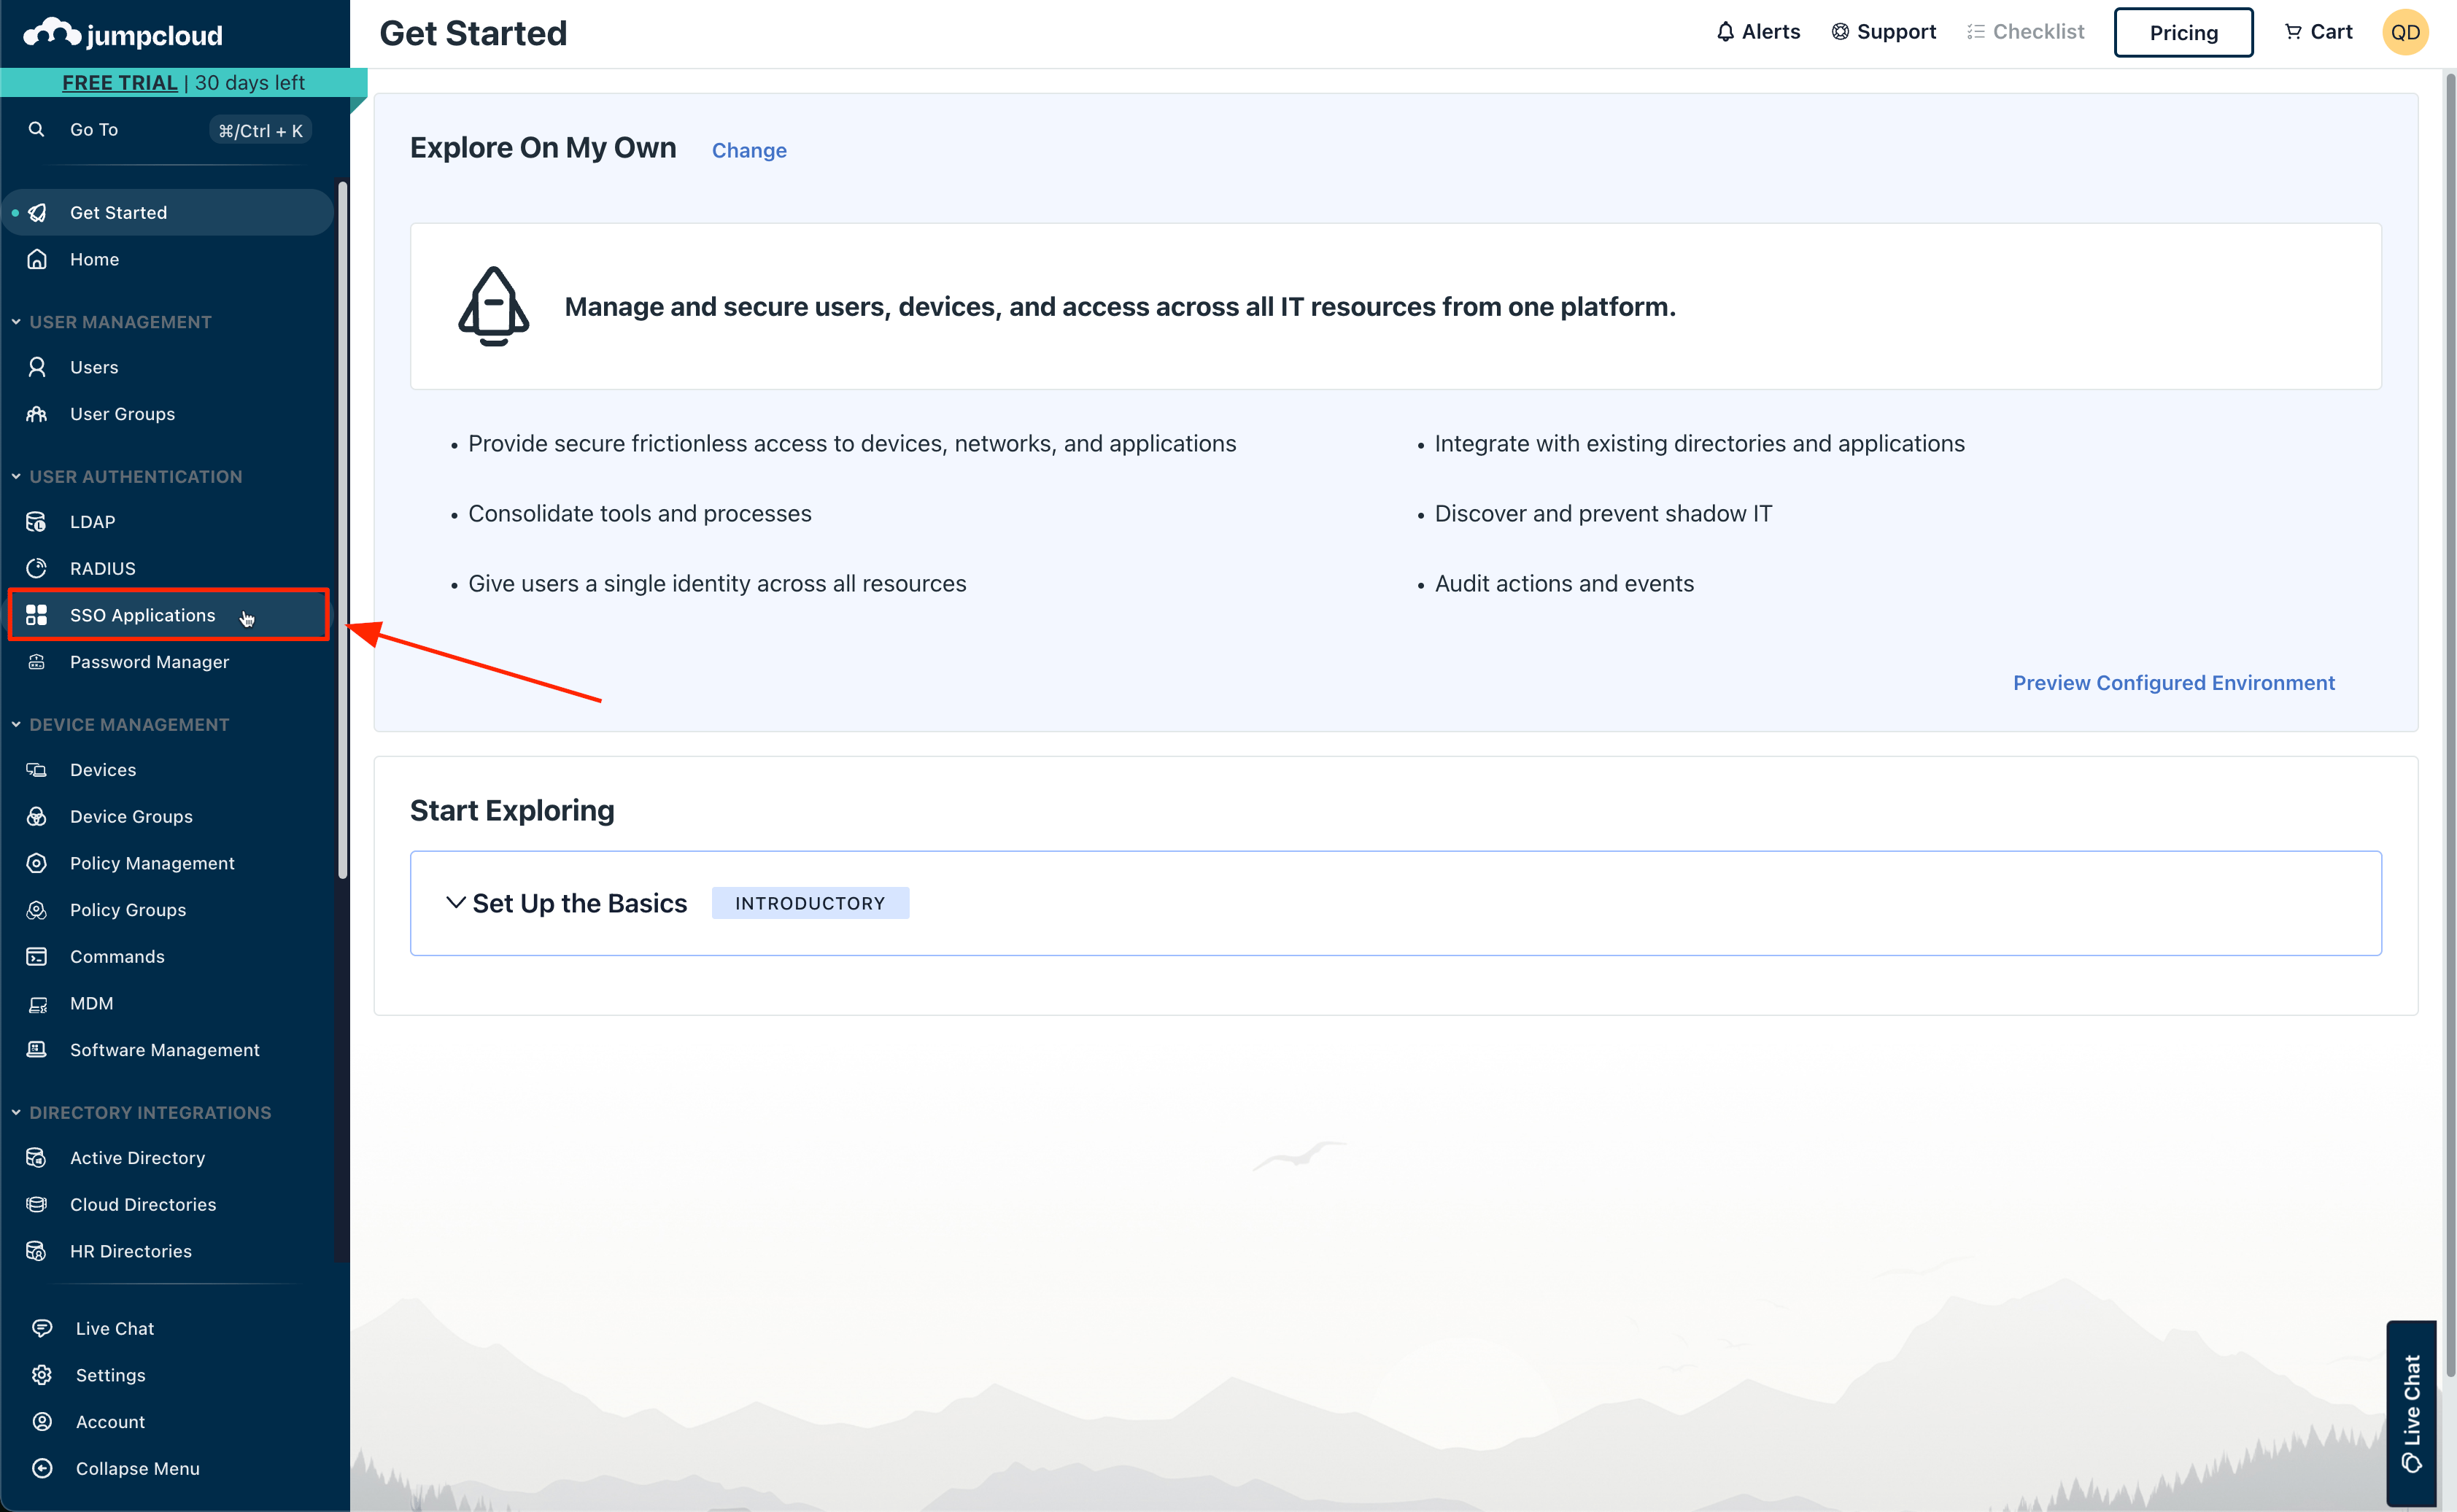 jumpcloud
FREE TRIAL | 30 days left
Go To
⌘/Ctrl + K
Get Started
Home
USER MANAGEMENT
Users
User Groups
USER AUTHENTICATION
LDAP
RADIUS
SSO Applications
Password Manager
DEVICE MANAGEMENT
Devices
Device Groups
Policy Management
Policy Groups
Commands
MDM
Software Management
DIRECTORY INTEGRATIONS
Active Directory
Cloud Directories
HR Directories
Live Chat
Settings
Account
Collapse Menu
Get Started
Alerts
Support
Checklist
Pricing
Cart
QD
Explore On My Own
Change
Manage and secure users, devices, and access across all IT resources from one platform.
• Provide secure frictionless access to devices, networks, and applications
• Consolidate tools and processes
• Give users a single identity across all resources
• Integrate with existing directories and applications
• Discover and prevent shadow IT
• Audit actions and events
Preview Configured Environment
Start Exploring
Set Up the Basics
INTRODUCTORY
Live Chat